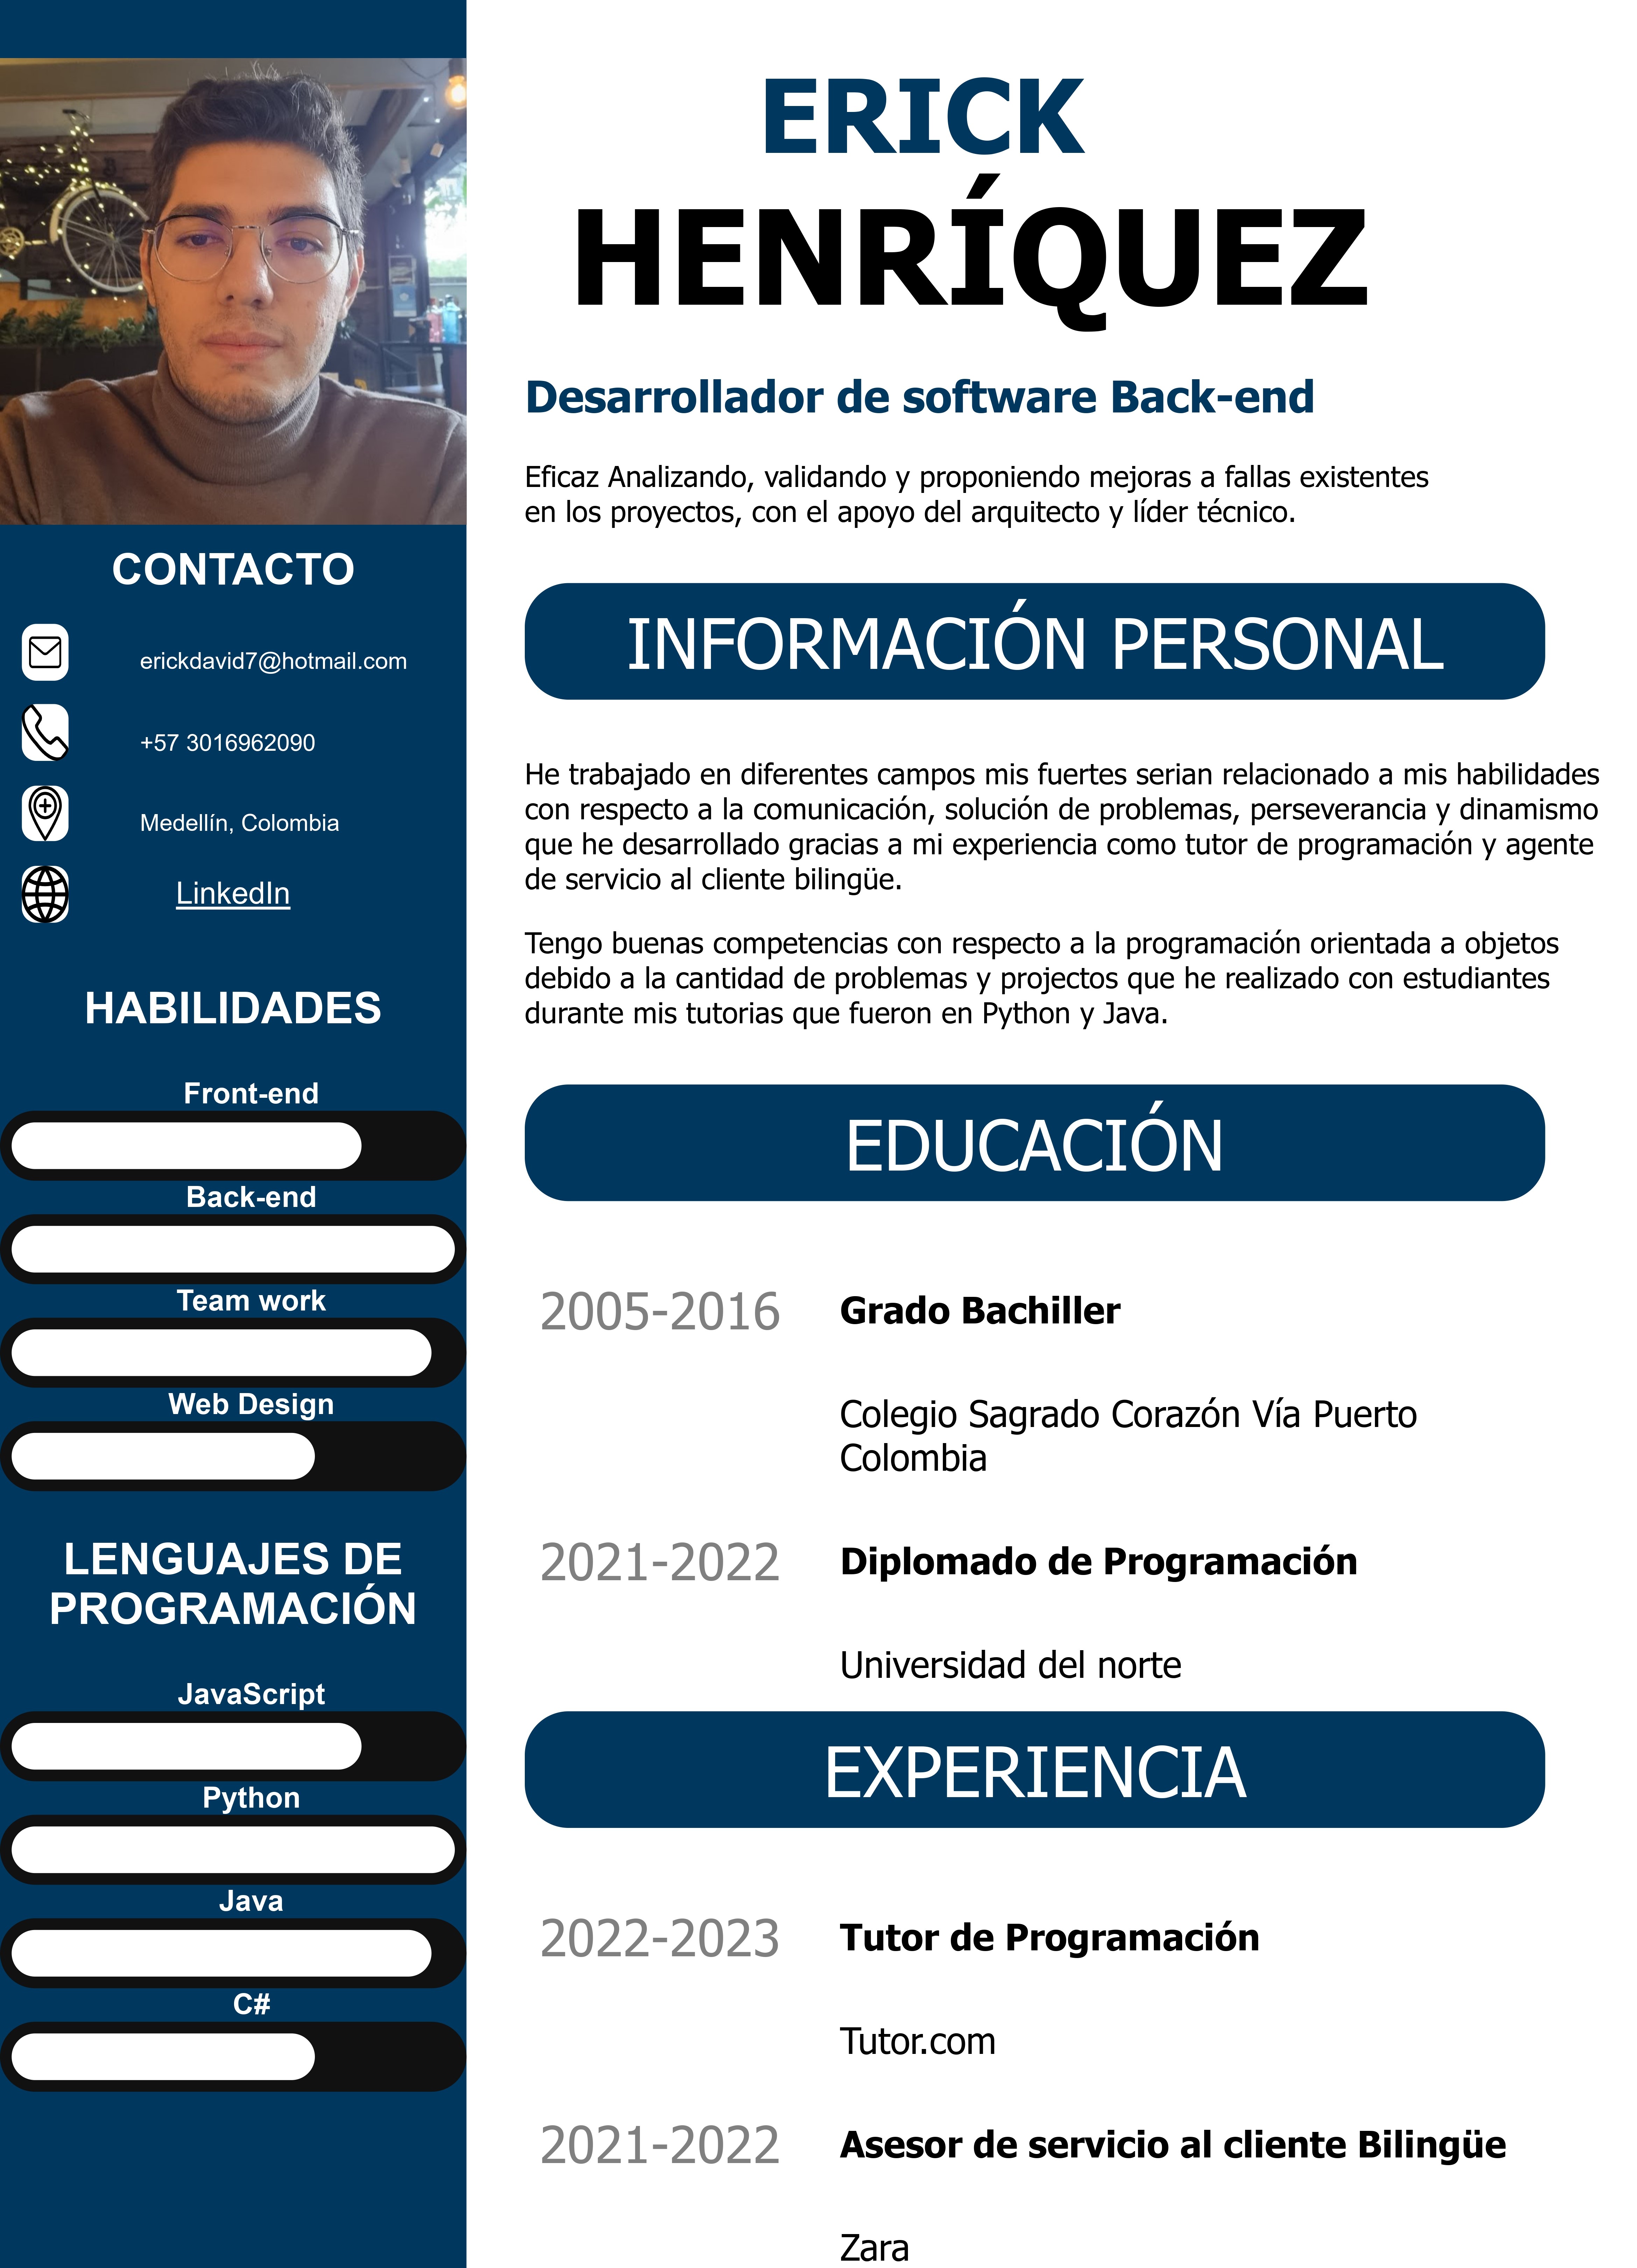 ERICK
HENRÍQUEZ
Desarrollador de software Back-end
Eficaz Analizando, validando y proponiendo mejoras a fallas existentes
en los proyectos, con el apoyo del arquitecto y líder técnico.
CONTACTO
erickdavid7@hotmail.com
+57 3016962090
Medellín, Colombia
LinkedIn
HABILIDADES
Front-end
Back-end
Team work
Web Design
LENGUAJES DE
PROGRAMACIÓN
JavaScript
Python
Java
C#
INFORMACIÓN PERSONAL
He trabajado en diferentes campos mis fuertes serian relacionado a mis habilidades
con respecto a la comunicación, solución de problemas, perseverancia y dinamismo
que he desarrollado gracias a mi experiencia como tutor de programación y agente
de servicio al cliente bilingüe.
Tengo buenas competencias con respecto a la programación orientada a objetos
debido a la cantidad de problemas y projectos que he realizado con estudiantes
durante mis tutorias que fueron en Python y Java.
EDUCACIÓN
2005-2016 Grado Bachiller
Colegio Sagrado Corazón Vía Puerto
Colombia
2021-2022 Diplomado de Programación
Universidad del norte
EXPERIENCIA
2022-2023 Tutor de Programación
Tutor.com
2021-2022 Asesor de servicio al cliente Bilingüe
Zara